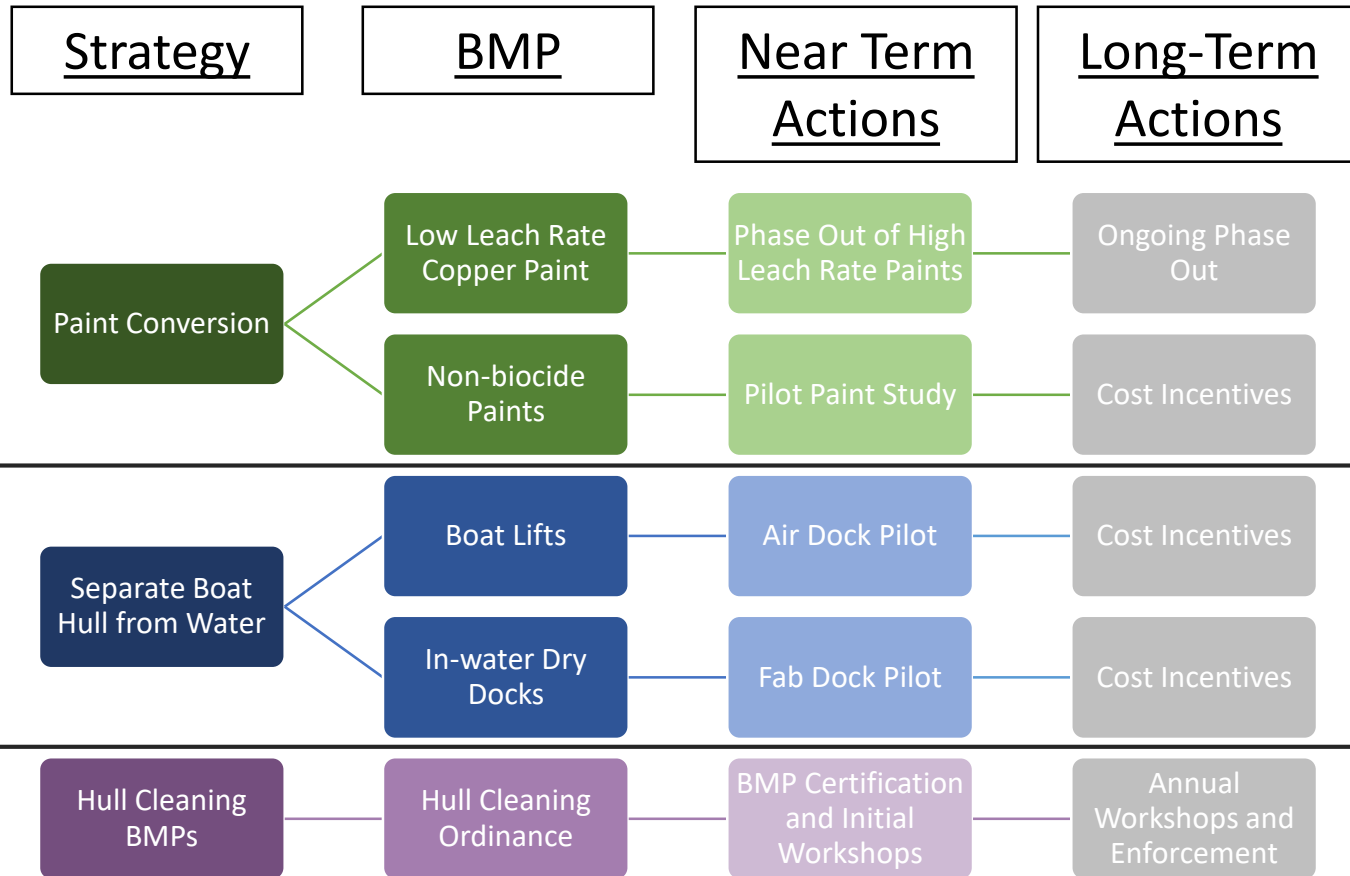 Strategy
BMP
Near Term
Actions
Long-Term
Actions
Paint Conversion
Low Leach Rate
Copper Paint
Phase Out of High
Leach Rate Paints
Ongoing Phase
Out
Non-biocide
Paints
Pilot Paint Study
Cost Incentives
Separate Boat
Hull from Water
Boat Lifts
Air Dock Pilot
Cost Incentives
In-water Dry
Docks
Fab Dock Pilot
Cost Incentives
Hull Cleaning
BMPs
Hull Cleaning
Ordinance
BMP Certification
and Initial
Workshops
Annual
Workshops and
Enforcement